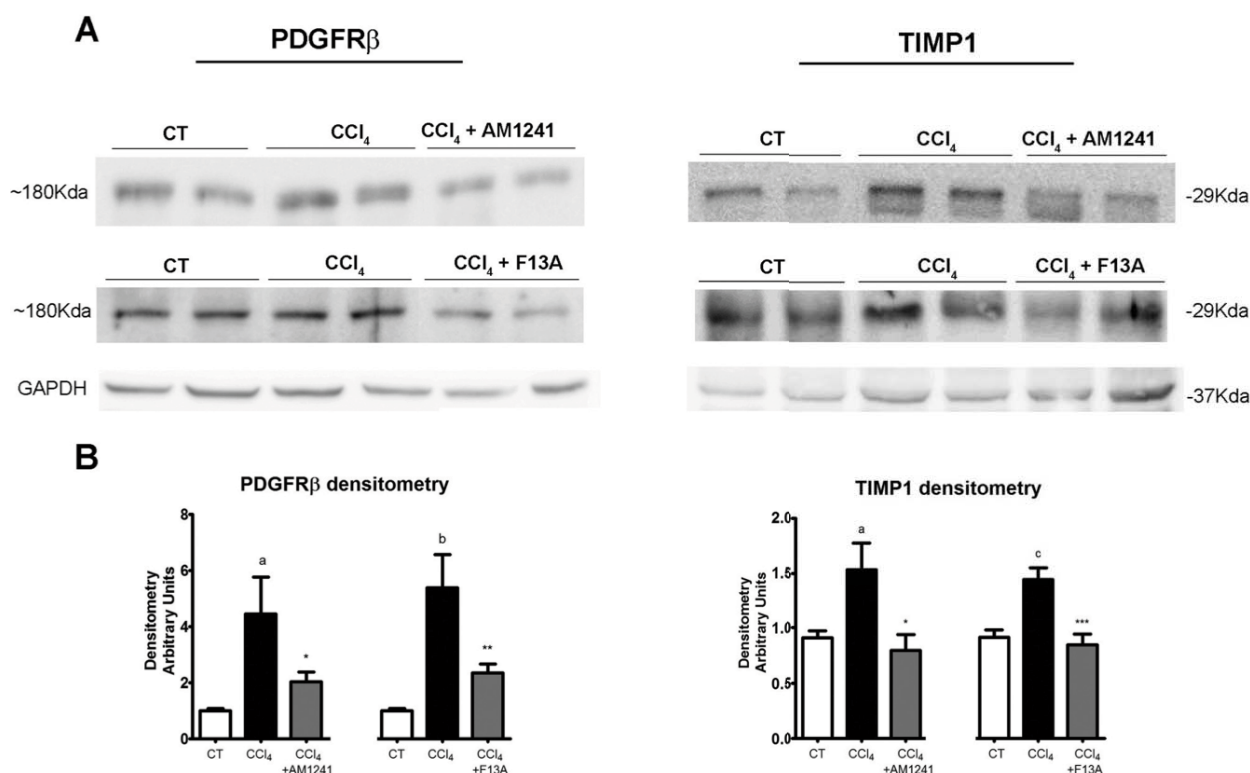 A
PDGFRβ
TIMP1
CT CCl₄ CCl₄ + AM1241
~180Kda
CT CCl₄ CCl₄ + AM1241
-29Kda
CT CCl₄ CCl₄ + F13A
~180Kda
CT CCl₄ CCl₄ + F13A
-29Kda
GAPDH
-37Kda
B
PDGFRβ densitometry
Densitometry
Arbitrary Units
8
6
4
2
0
a
*
b
**
CT CCl₄ CCl₄
+AM1241
CT CCl₄ CCl₄
+F13A
TIMP1 densitometry
Densitometry
Arbitrary Units
2.0
1.5
1.0
0.5
0.0
a
*
c
***
CT CCl₄ CCl₄
+AM1241
CT CCl₄ CCl₄
+F13A